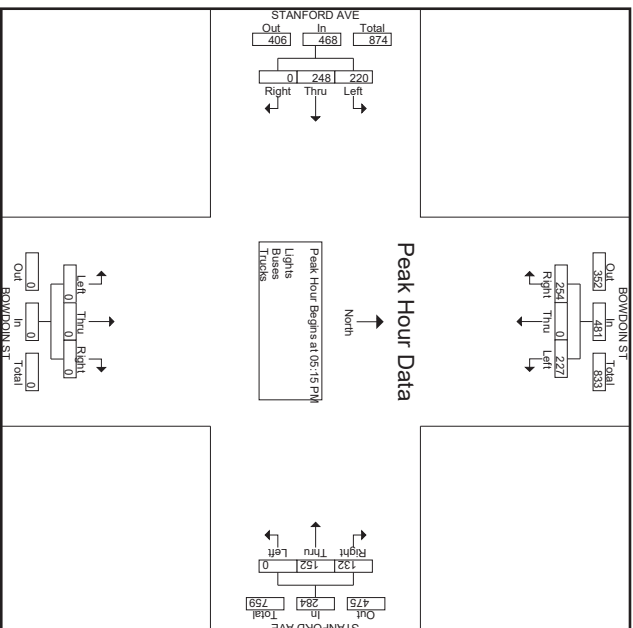 STANFORD AVE
Out In Total
406 468 874
0 248 220
Right Thru Left
BOWDOIN ST
Out In Total
352 481 833
254 0 227
Right Thru Left
Peak Hour Data
North
Peak Hour Begins at 05:15 PM
Lights
Buses
Trucks
Left Thru Right
0 0 0
Out In Total
0 0 0
BOWDOIN ST
Left Thru Right
0 152 132
Total In Out
759 284 475
STANFORD AVE